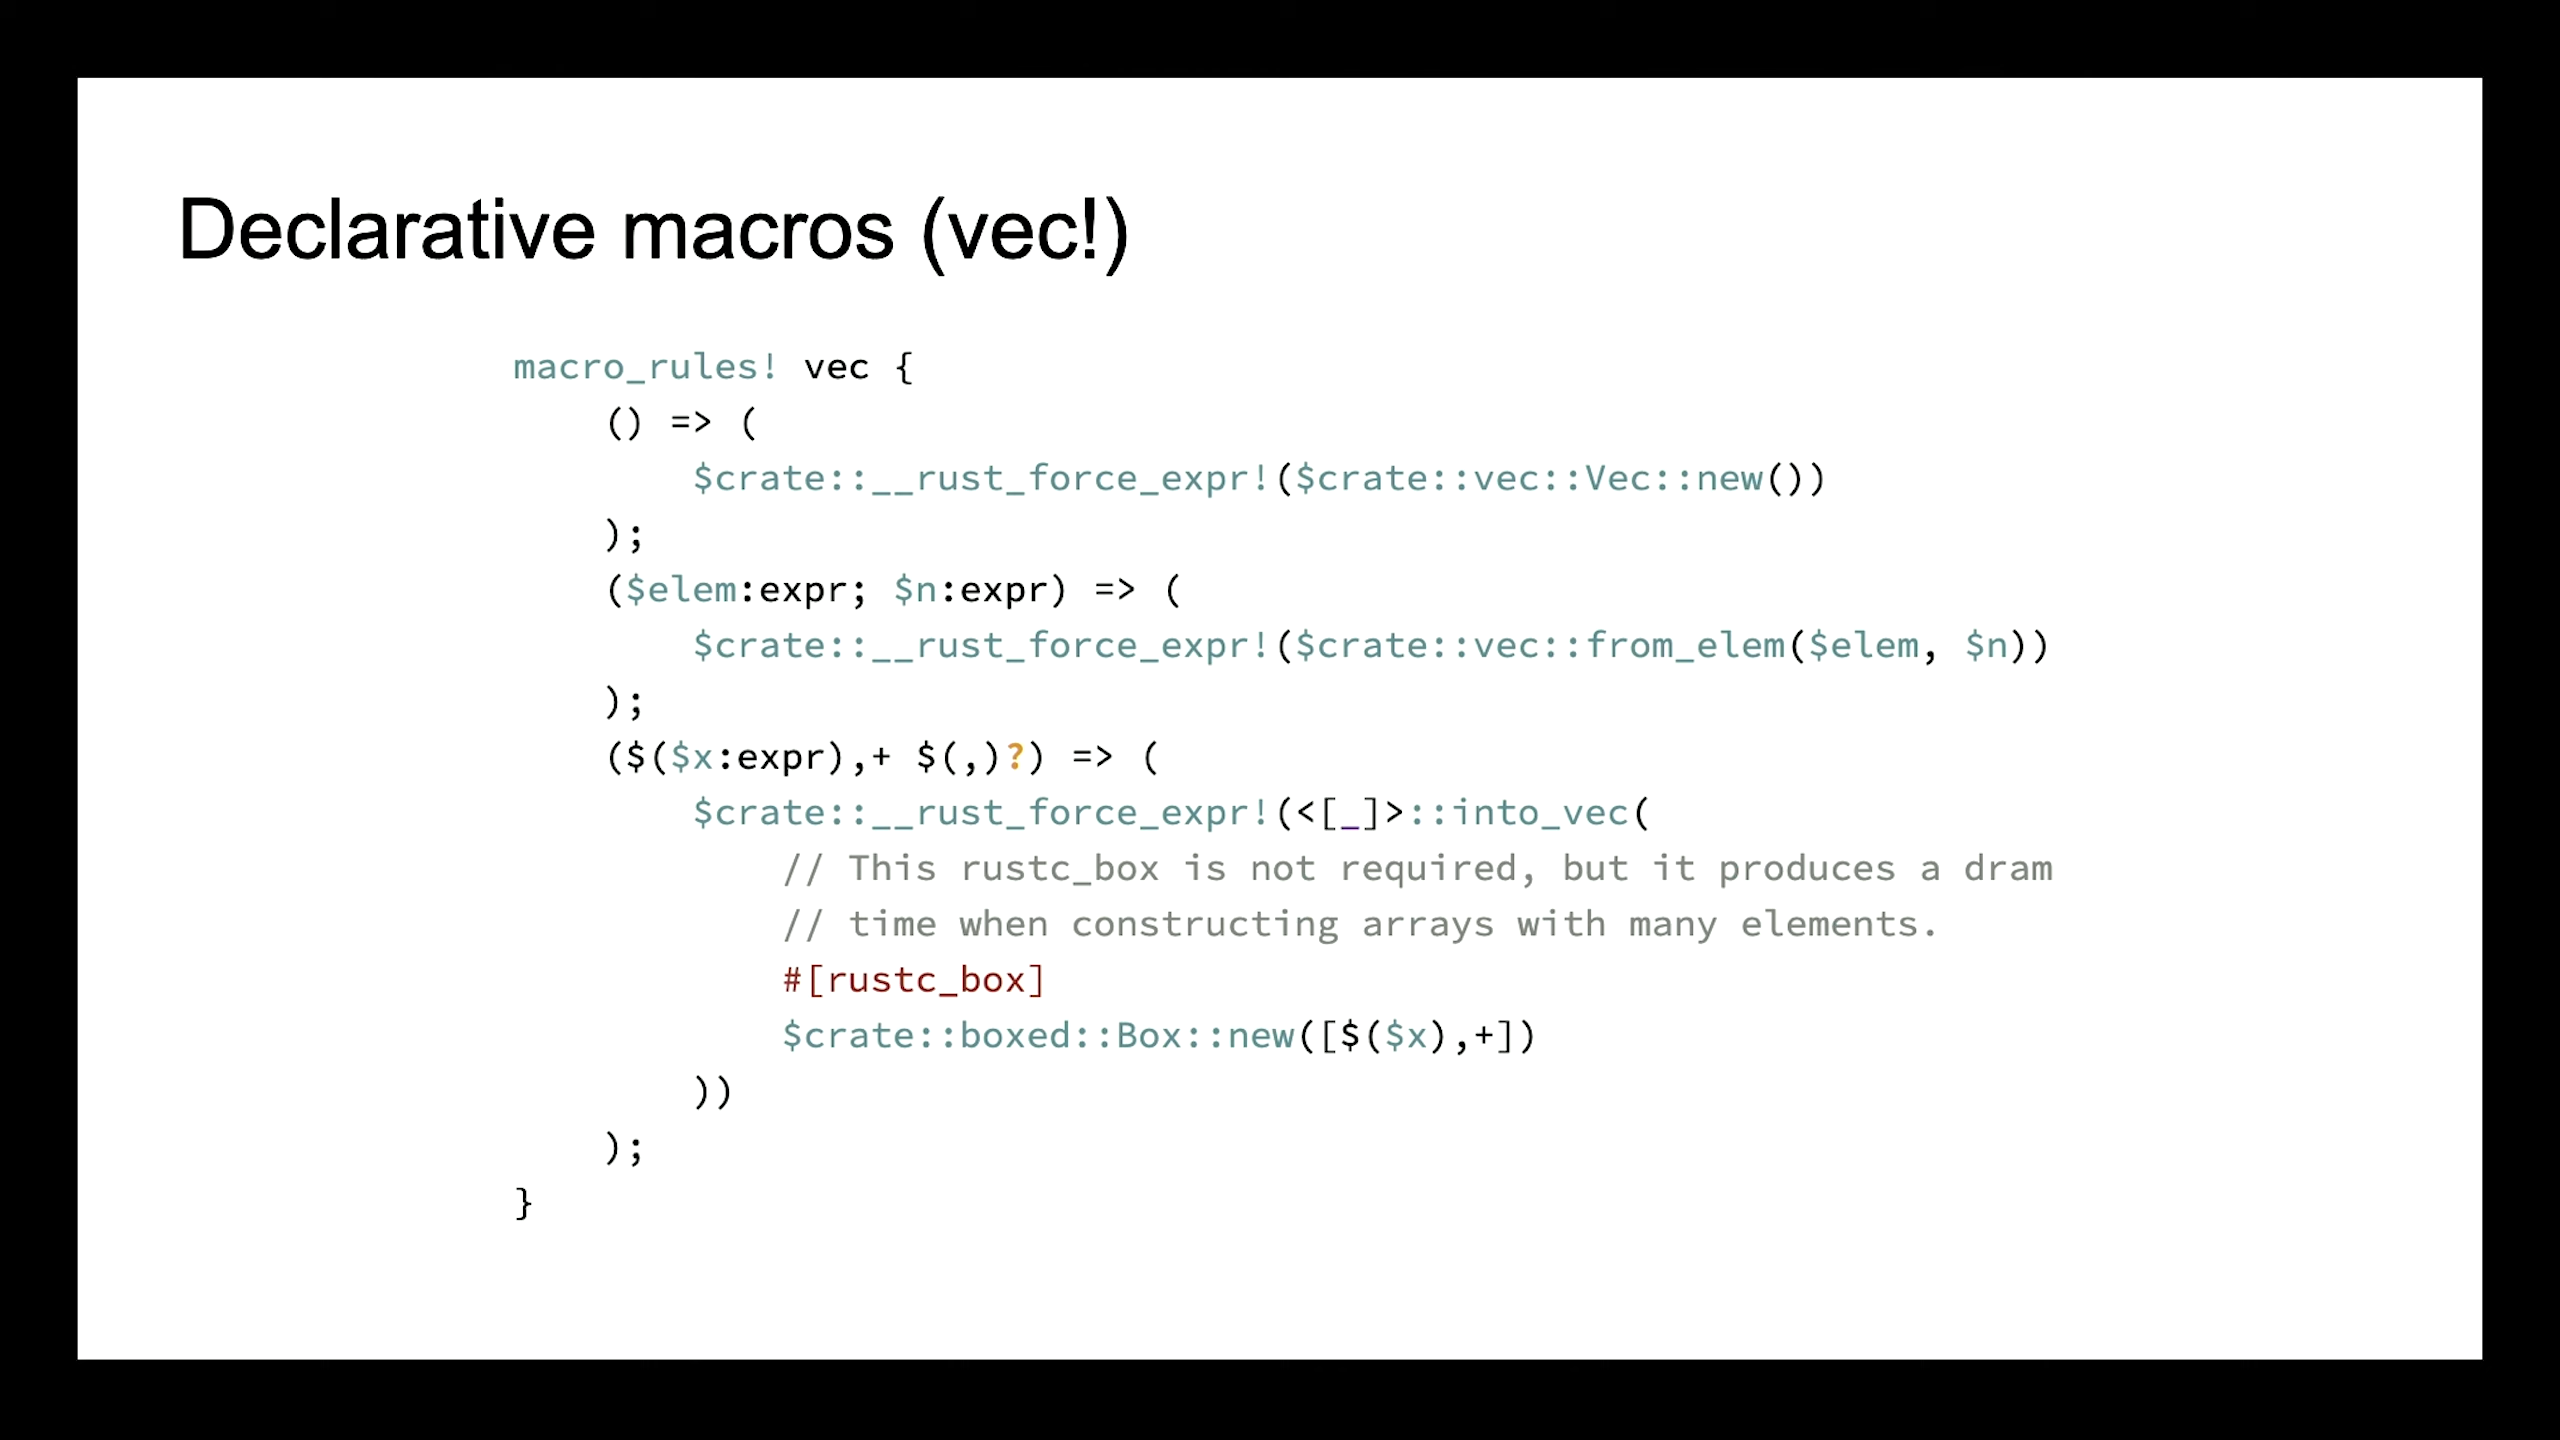 Declarative macros (vec!)
macro_rules! vec {
() => (
$crate::__rust_force_expr!($crate::vec::Vec::new())
);
($elem:expr; $n:expr) => (
$crate::__rust_force_expr!($crate::vec::from_elem($elem, $n))
);
($($x:expr),+ $(,)?) => (
$crate::__rust_force_expr!(<[_]>::into_vec(
// This rustc_box is not required, but it produces a dram
// time when constructing arrays with many elements.
#[rustc_box]
$crate::boxed::Box::new([$($x),+])
))
);
}